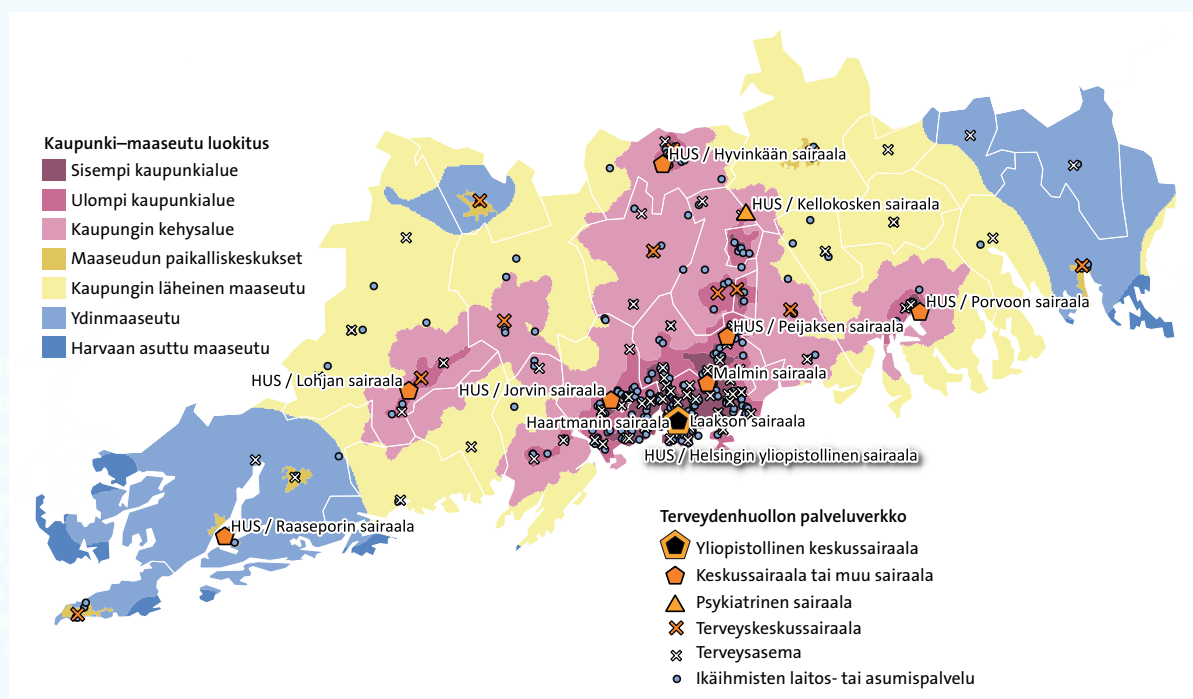 Kaupunki–maaseutu luokitus
Sisempi kaupunkialue
Ulompi kaupunkialue
Kaupungin kehysalue
Maaseudun paikalliskeskukset
Kaupungin läheinen maaseutu
Ydinmaaseutu
Harvaan asuttu maaseutu
HUS / Hyvinkään sairaala
HUS / Kellokosken sairaala
HUS / Porvoon sairaala
HUS / Peijaksen sairaala
Malmin sairaala
HUS / Lohjan sairaala
HUS / Jorvin sairaala
Haartmanin sairaala
Laakson sairaala
HUS / Helsingin yliopistollinen sairaala
HUS / Raaseporin sairaala
Terveydenhuollon palveluverkko
Yliopistollinen keskussairaala
Keskussairaala tai muu sairaala
Psykiatrinen sairaala
Terveyskeskussairaala
Terveysasema
Ikäihmisten laitos- tai asumispalvelu